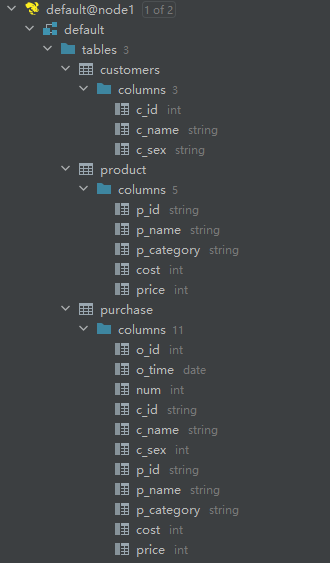 default@node1 1 of 2
default
tables 3
customers
columns 3
c_id int
c_name string
c_sex string
product
columns 5
p_id string
p_name string
p_category string
cost int
price int
purchase
columns 11
o_id int
o_time date
num int
c_id string
c_name string
c_sex int
p_id string
p_name string
p_category string
cost int
price int